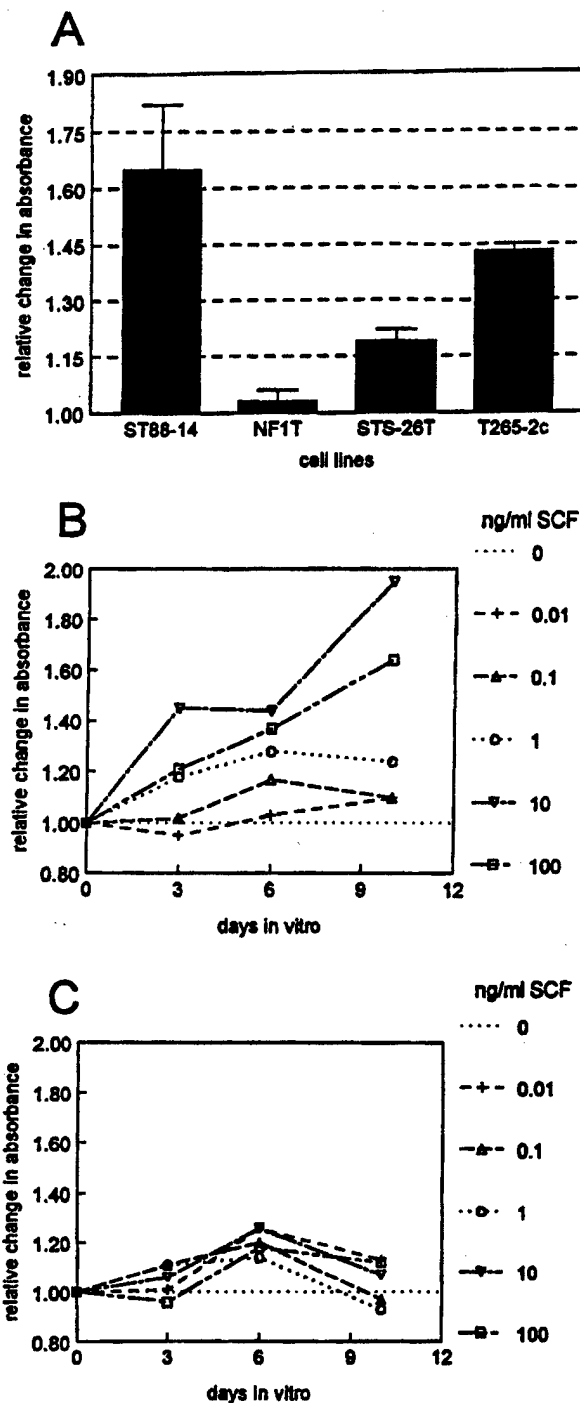 A
relative change in absorbance
1.90
1.75
1.60
1.45
1.30
1.15
1.00
ST88-14 NF1T STS-26T T265-2c
cell lines
B
relative change in absorbance
2.00
1.80
1.60
1.40
1.20
1.00
0.80
0 3 6 9 12
days in vitro
ng/ml SCF
0
0.01
0.1
1
10
100
C
relative change in absorbance
2.00
1.80
1.60
1.40
1.20
1.00
0.80
0 3 6 9 12
days in vitro
ng/ml SCF
0
0.01
0.1
1
10
100